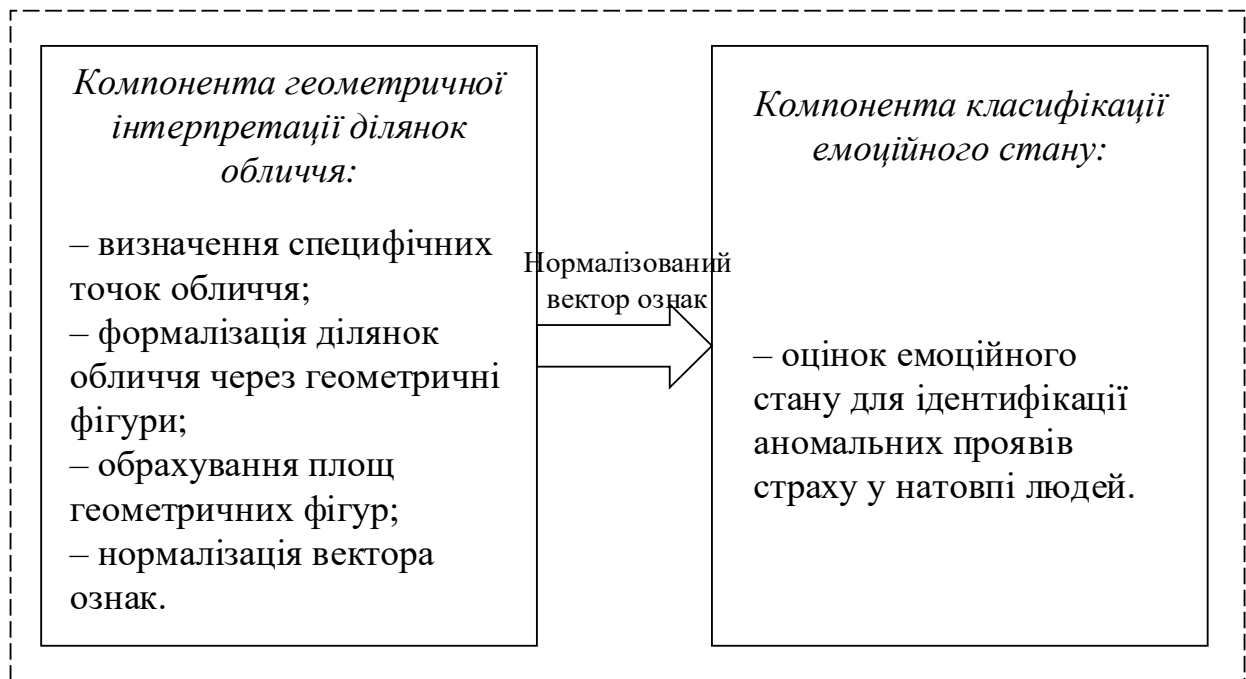 Компонента геометричної
інтерпретації ділянок
обличчя:
– визначення специфічних
точок обличчя;
– формалізація ділянок
обличчя через геометричні
фігури;
– обрахування площ
геометричних фігур;
– нормалізація вектора
ознак.
Нормалізований
вектор ознак
Компонента класифікації
емоційного стану:
– оцінок емоційного
стану для ідентифікації
аномальних проявів
страху у натовпі людей.